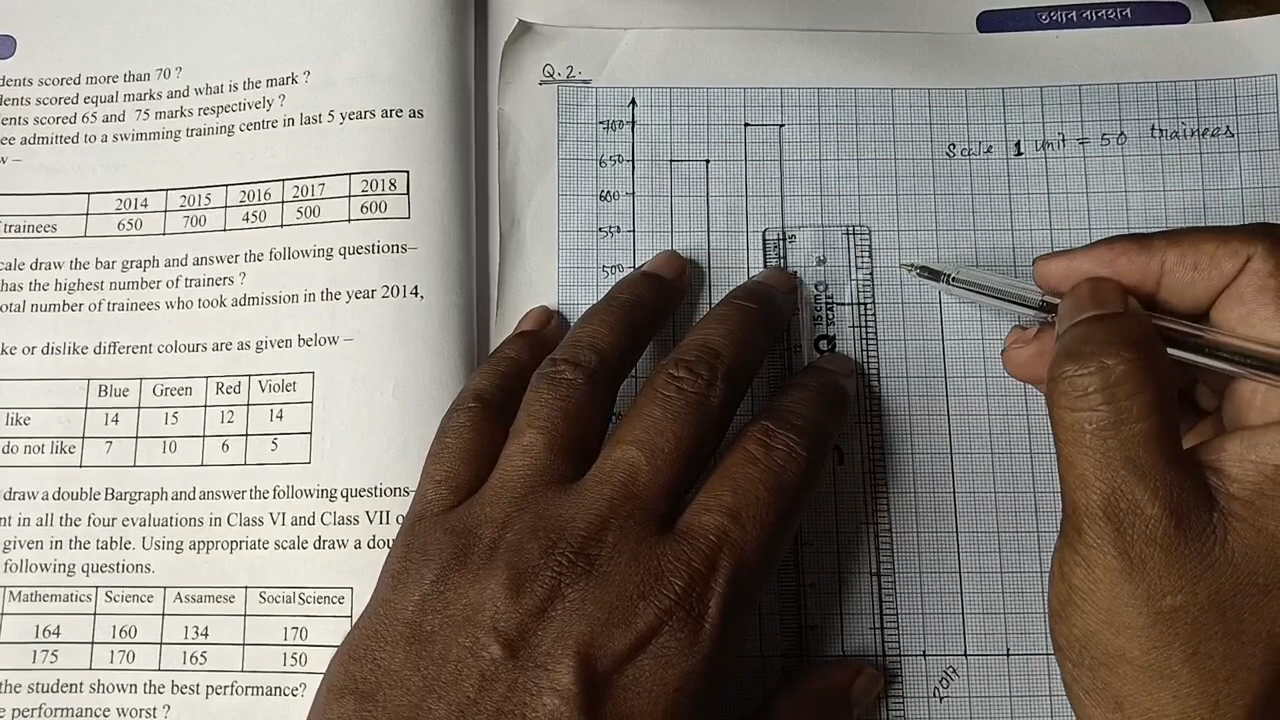 তথ্যৰ ব্যৱহাৰ
dents scored more than 70 ?
dents scored equal marks and what is the mark ?
ents scored 65 and 75 marks respectively ?
ee admitted to a swimming training centre in last 5 years are as
w –
2014 2015 2016 2017 2018
trainees 650 700 450 500 600
cale draw the bar graph and answer the following questions–
has the highest number of trainers ?
otal number of trainees who took admission in the year 2014,
ke or dislike different colours are as given below –
Blue Green Red Violet
like 14 15 12 14
do not like 7 10 6 5
draw a double Bargraph and answer the following questions–
nt in all the four evaluations in Class VI and Class VII
given in the table. Using appropriate scale draw a dou
following questions.
Mathematics Science Assamese Social Science
164 160 134 170
175 170 165 150
the student shown the best performance?
e performance worst ?
Q.2.
Scale 1 unit = 50 trainees
700
650
600
550
500
2017
15 cm
SCALE
15